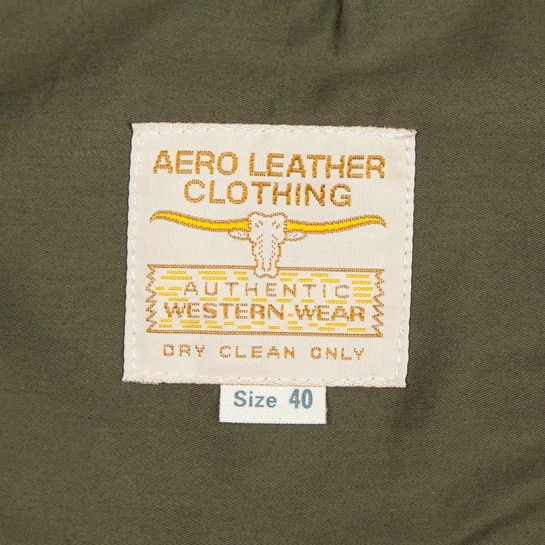 AERO LEATHER
CLOTHING
AUTHENTIC
WESTERN-WEAR
DRY CLEAN ONLY
Size 40